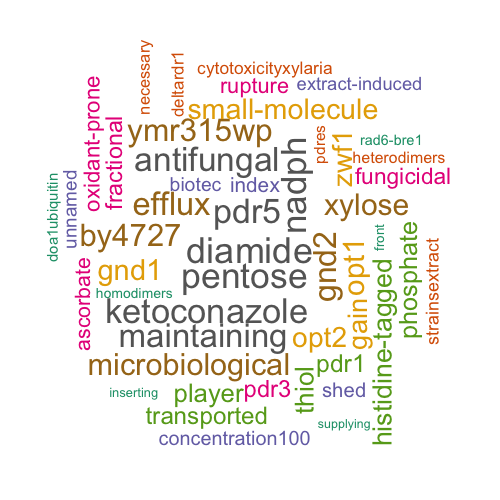 necessary
deltardr1
cytotoxicityxylaria
rupture
extract-induced
oxidant-prone
fractional
small-molecule
ymr315wp
pdres
zwf1
rad6-bre1
heterodimers
antifungal
nadph
fungicidal
doa1ubiquitin
unnamed
biotec
index
efflux
pdr5
xylose
by4727
diamide
gnd2
opt1
front
phosphate
strainsextract
gnd1
pentose
ascorbate
homodimers
ketoconazole
gain
histidine-tagged
maintaining
opt2
microbiological
pdr1
thiol
inserting
player
pdr3
shed
transported
supplying
concentration100